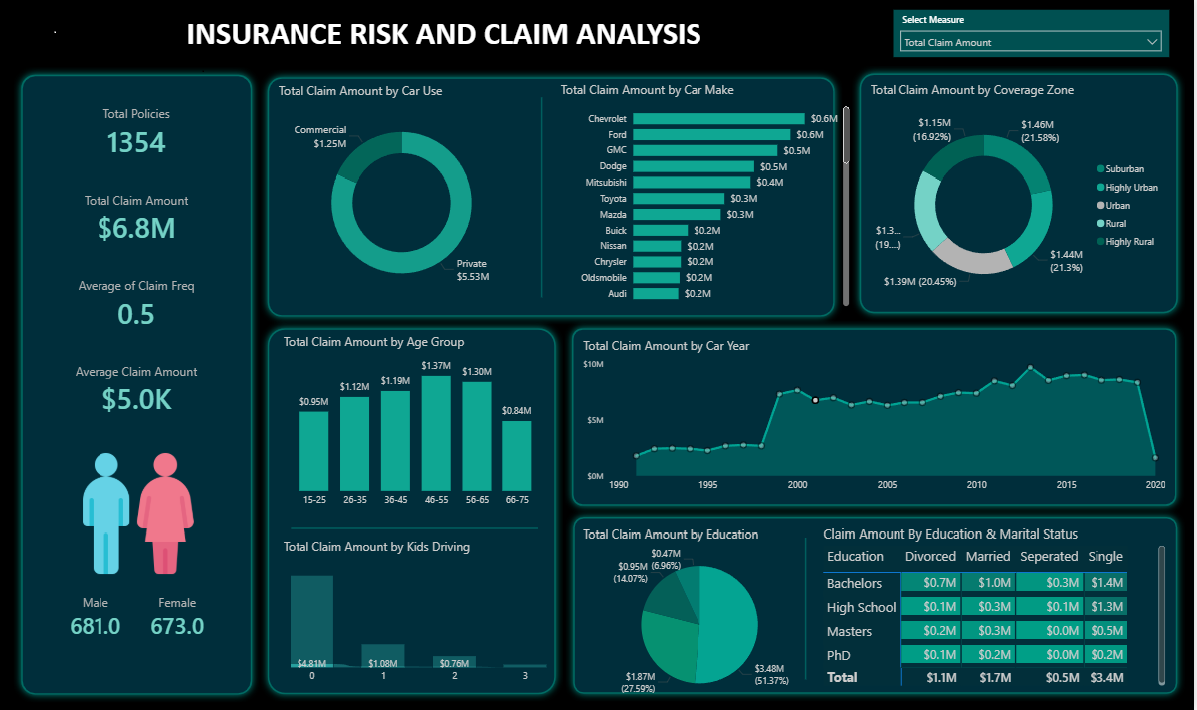 INSURANCE RISK AND CLAIM ANALYSIS
Select Measure
Total Claim Amount
Total Policies
1354
Total Claim Amount
$6.8M
Average of Claim Freq
0.5
Average Claim Amount
$5.0K
Male
Female
681.0
673.0
Total Claim Amount by Car Use
Commercial
$1.25M
Private
$5.53M
Total Claim Amount by Car Make
Chevrolet $0.6M
Ford $0.6M
GMC $0.5M
Dodge $0.5M
Mitsubishi $0.4M
Toyota $0.3M
Mazda $0.3M
Buick $0.2M
Nissan $0.2M
Chrysler $0.2M
Oldsmobile $0.2M
Audi $0.2M
Total Claim Amount by Coverage Zone
$1.15M
(16.92%)
$1.46M
(21.58%)
$1.3...
(19....)
$1.44M
(21.3%)
$1.39M (20.45%)
Suburban
Highly Urban
Urban
Rural
Highly Rural
Total Claim Amount by Age Group
$0.95M
$1.12M
$1.19M
$1.37M
$1.30M
$0.84M
15-25 26-35 36-45 46-55 56-65 66-75
Total Claim Amount by Kids Driving
$4.81M $1.08M $0.76M
0 1 2 3
Total Claim Amount by Car Year
$10M
$5M
$0M
1990 1995 2000 2005 2010 2015 2020
Total Claim Amount by Education
$0.47M
(6.96%)
$0.95M
(14.07%)
$1.87M
(27.59%)
$3.48M
(51.37%)
Claim Amount By Education & Marital Status
Education Divorced Married Seperated Single
Bachelors $0.7M $1.0M $0.3M $1.4M
High School $0.1M $0.3M $0.1M $1.3M
Masters $0.2M $0.3M $0.0M $0.5M
PhD $0.1M $0.2M $0.0M $0.2M
Total $1.1M $1.7M $0.5M $3.4M